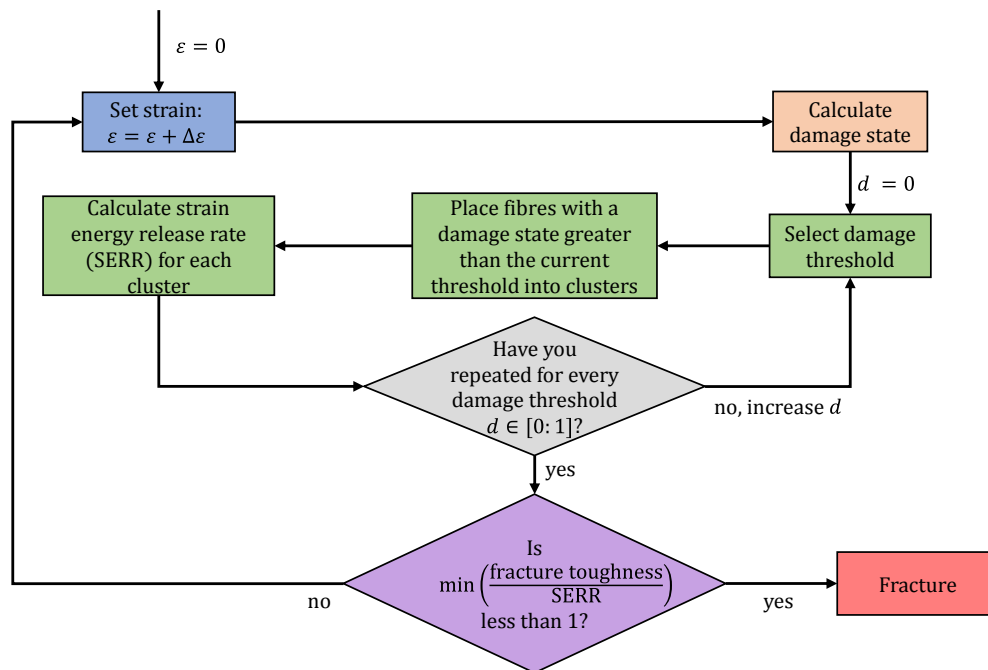 ε = 0
Set strain:
ε = ε + Δε
Calculate
damage state
d = 0
Select damage
threshold
Place fibres with a
damage state greater
than the current
threshold into clusters
Calculate strain
energy release rate
(SERR) for each
cluster
Have you
repeated for every
damage threshold
d ∈ [0: 1]?
no, increase d
yes
Is
min (fracture toughness
SERR)
less than 1?
no
yes
Fracture